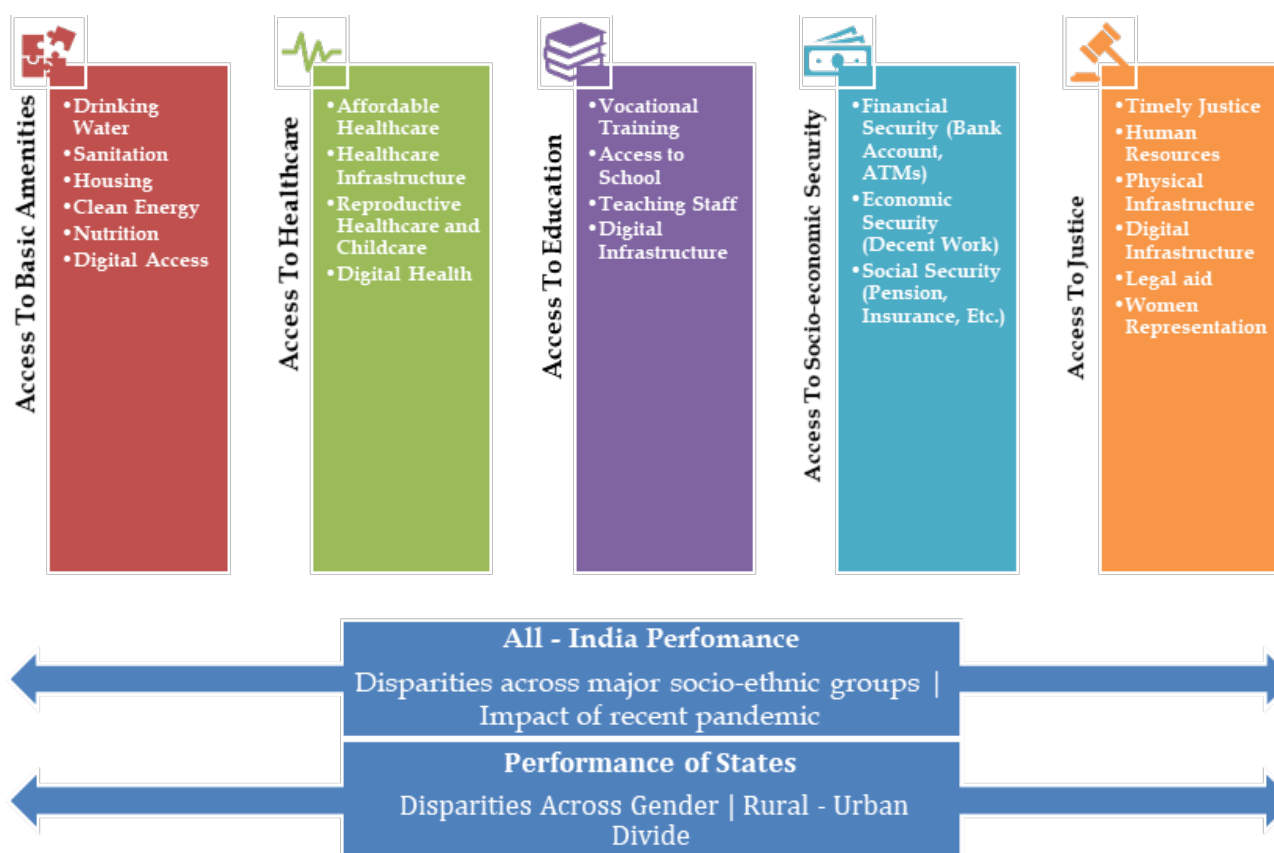 Access To Basic Amenities
•Drinking
Water
•Sanitation
•Housing
•Clean Energy
•Nutrition
•Digital Access
Access To Healthcare
•Affordable
Healthcare
•Healthcare
Infrastructure
•Reproductive
Healthcare and
Childcare
•Digital Health
Access To Education
•Vocational
Training
•Access to
School
•Teaching Staff
•Digital
Infrastructure
Access To Socio-economic Security
•Financial
Security (Bank
Account,
ATMs)
•Economic
Security
(Decent Work)
•Social Security
(Pension,
Insurance, Etc.)
Access To Justice
•Timely Justice
•Human
Resources
•Physical
Infrastructure
•Digital
Infrastructure
•Legal aid
•Women
Representation
All - India Perfomance
Disparities across major socio-ethnic groups |
Impact of recent pandemic
Performance of States
Disparities Across Gender | Rural - Urban
Divide